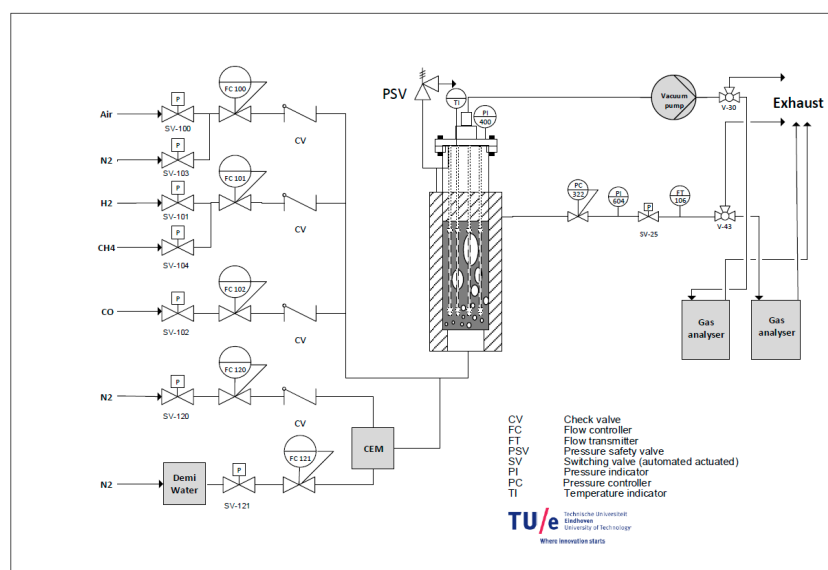 Air
P
SV-100
FC 100
CV
N2
SV-103
H2
P
SV-101
FC 101
CV
CH4
P
SV-104
CO
P
SV-102
FC 102
CV
N2
P
SV-120
FC 120
CV
N2
Demi
Water
P
SV-121
FC 121
CEM
PSV
TI
PI
400
Vacuum
pump
V-30
Exhaust
PC
322
PI
604
P
SV-25
FT
106
V-43
Gas
analyser
Gas
analyser
CV Check valve
FC Flow controller
FT Flow transmitter
PSV Pressure safety valve
SV Switching valve (automated actuated)
PI Pressure indicator
PC Pressure controller
TI Temperature indicator
TU/e
Technische Universiteit
Eindhoven
University of Technology
Where innovation starts